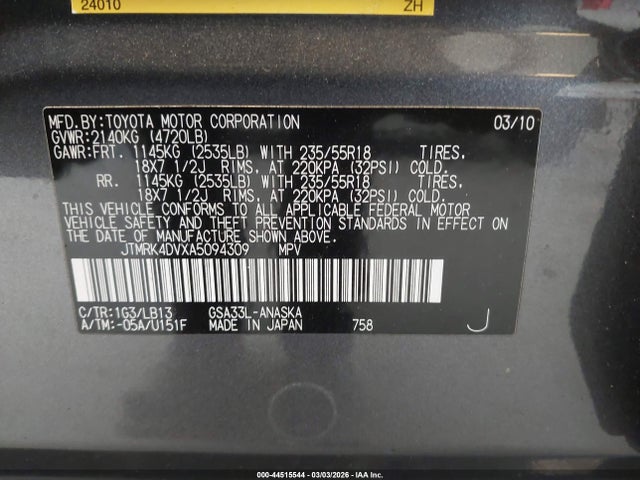 24010 ZH
MFD.BY:TOYOTA MOTOR CORPORATION 03/10
GVWR:2140KG (4720LB)
GAWR:FRT. 1145KG (2535LB) WITH 235/55R18 TIRES.
18X7 1/2J RIMS, AT 220KPA (32PSI) COLD.
RR. 1145KG (2535LB) WITH 235/55R18 TIRES.
18X7 1/2J RIMS, AT 220KPA (32PSI) COLD.
THIS VEHICLE CONFORMS TO ALL APPLICABLE FEDERAL MOTOR
VEHICLE SAFETY AND THEFT PREVENTION STANDARDS IN EFFECT ON
THE DATE OF MANUFACTURE SHOWN ABOVE.
JTMRK4DVXA5094309 MPV
C/TR:1G3/LB13 GSA33L-ANASKA
A/TM:-05A/U151F MADE IN JAPAN 758 J
000-44515544 | 03/03/2026 | IAA Inc.